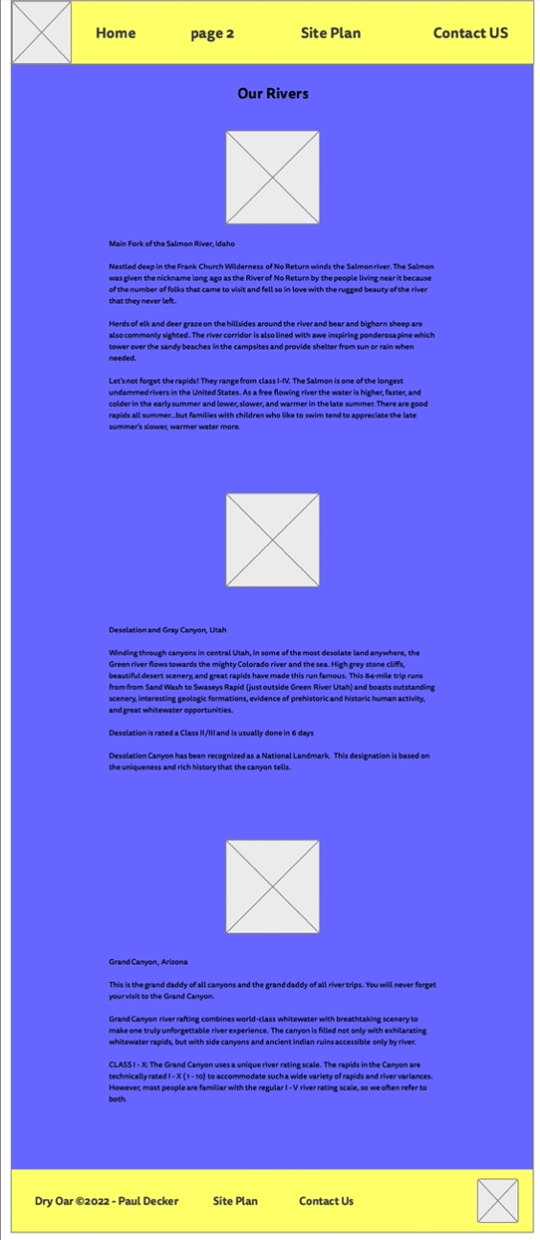 Home page 2 Site Plan Contact US
Our Rivers
Main Fork of the Salmon River, Idaho
Nestled deep in the Frank Church Wilderness of No Return winds the Salmon river. The Salmon
was given the nickname long ago as the River of No Return by the people living near it because
of the number of folks that came to visit and fell so in love with the rugged beauty of the river
that they never left.
Herds of elk and deer graze on the hillsides around the river and bear and bighorn sheep are
also commonly sighted. The river corridor is also lined with awe inspiring ponderosa pine which
tower over the sandy beaches in the campsites and provide shelter from sun or rain when
needed.
Let's not forget the rapids! They range from class I-IV. The Salmon is one of the longest
undammed rivers in the United States. As a free flowing river the water is higher, faster, and
colder in the early summer and lower, slower, and warmer in the late summer. There are good
rapids all summer...but families with children who like to swim tend to appreciate the late
summer's slower, warmer water more.
Desolation and Gray Canyon, Utah
Winding through canyons in central Utah, in some of the most desolate land anywhere, the
Green river flows towards the mighty Colorado river and the sea. High grey stone cliffs,
beautiful desert scenery, and great rapids have made this run famous. This 84-mile trip runs
from from Sand Wash to Swaseys Rapid (just outside Green River Utah) and boasts outstanding
scenery, interesting geologic formations, evidence of prehistoric and historic human activity,
and great whitewater opportunities.
Desolation is rated a Class II/III and is usually done in 6 days
Desolation Canyon has been recognized as a National Landmark. This designation is based on
the uniqueness and rich history that the canyon tells.
Grand Canyon, Arizona
This is the grand daddy of all canyons and the grand daddy of all river trips. You will never forget
your visit to the Grand Canyon.
Grand Canyon river rafting combines world-class whitewater with breathtaking scenery to
make one truly unforgettable river experience. The canyon is filled not only with exhilarating
whitewater rapids, but with side canyons and ancient indian ruins accessible only by river.
CLASS I - X: The Grand Canyon uses a unique river rating scale. The rapids in the Canyon are
technically rated I - X (1 - 10) to accommodate such a wide variety of rapids and river variances.
However, most people are familiar with the regular I - V river rating scale, so we often refer to
both.
Dry Oar ©2022 - Paul Decker Site Plan Contact Us